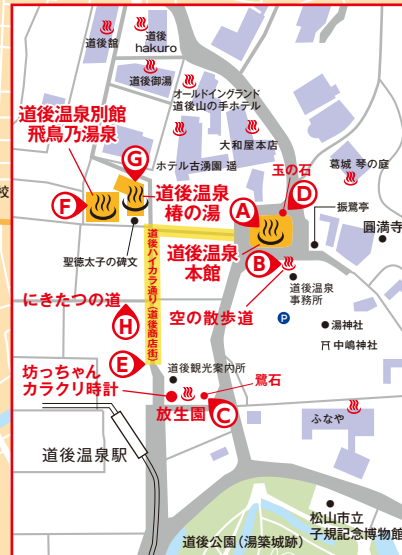 道後館
道後
hakuro
道後御湯
オールドイングランド
道後山の手ホテル
道後温泉別館
飛鳥乃湯泉
大和屋本店
G
ホテル古湧園 遥
玉の石
葛城 琴の庭
校
F
道後温泉
椿の湯
D
A
振鷺亭
圓満寺
聖徳太子の碑文
道後ハイカラ通り(道後商店街)
道後温泉
本館
B
道後温泉
事務所
にきたつの道
空の散歩道
H
P
湯神社
中嶋神社
E
道後観光案内所
坊っちゃん
カラクリ時計
鷺石
放生園
C
ふなや
道後温泉駅
松山市立
子規記念博物館
道後公園(湯築城跡)